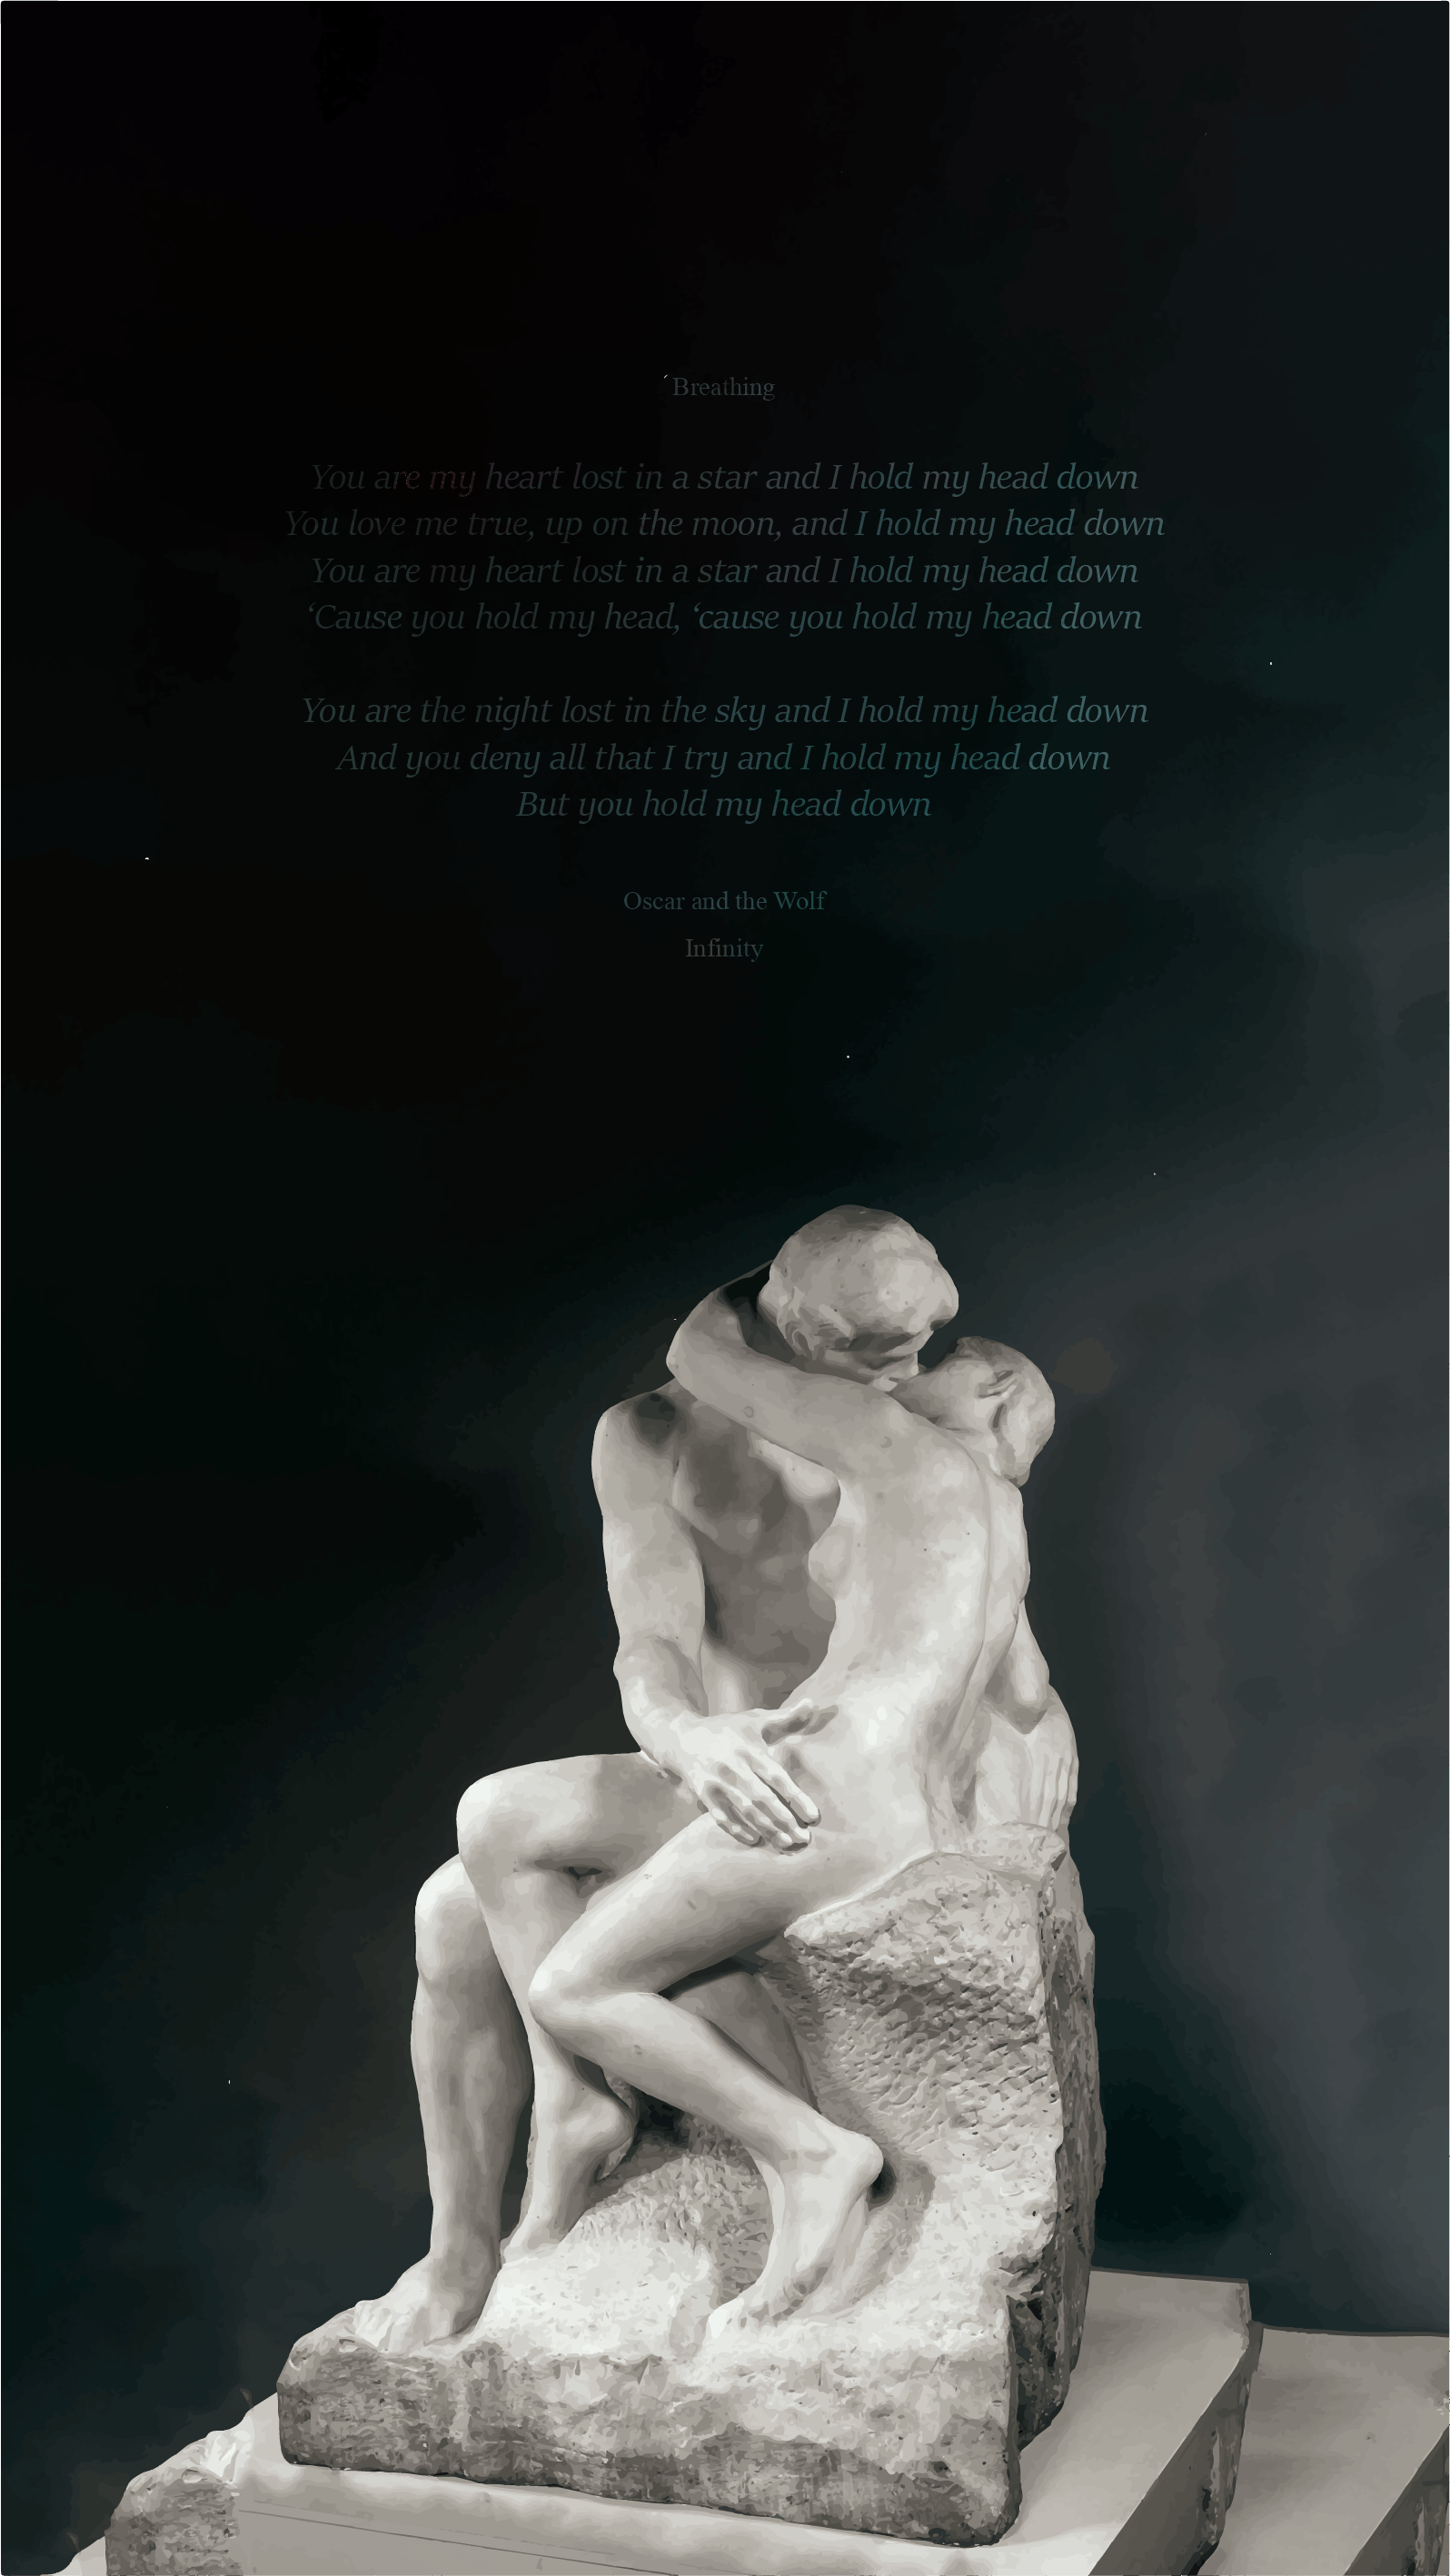 Breathing
You are my heart lost in a star and I hold my head down
You love me true, up on the moon, and I hold my head down
You are my heart lost in a star and I hold my head down
‘Cause you hold my head, ‘cause you hold my head down
You are the night lost in the sky and I hold my head down
And you deny all that I try and I hold my head down
But you hold my head down
Oscar and the Wolf
Infinity